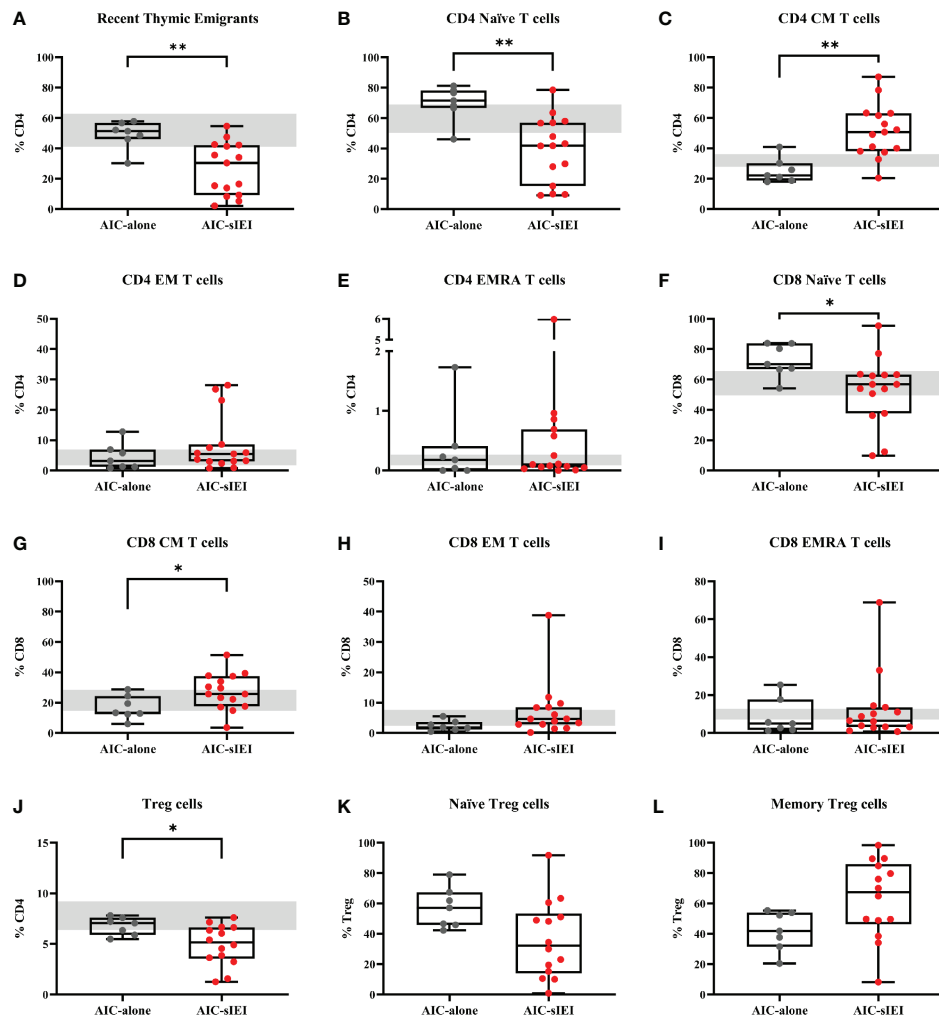 A
Recent Thymic Emigrants
**
% CD4
100
80
60
40
20
0
AIC-alone
AIC-sIEI
B
CD4 Naïve T cells
**
% CD4
100
80
60
40
20
0
AIC-alone
AIC-sIEI
C
CD4 CM T cells
**
% CD4
100
80
60
40
20
0
AIC-alone
AIC-sIEI
D
CD4 EM T cells
% CD4
50
40
30
20
10
0
AIC-alone
AIC-sIEI
E
CD4 EMRA T cells
% CD4
6
5
2
1
0
AIC-alone
AIC-sIEI
F
CD8 Naïve T cells
*
% CD8
100
80
60
40
20
0
AIC-alone
AIC-sIEI
G
CD8 CM T cells
*
% CD8
100
80
60
40
20
0
AIC-alone
AIC-sIEI
H
CD8 EM T cells
% CD8
50
40
30
20
10
0
AIC-alone
AIC-sIEI
I
CD8 EMRA T cells
% CD8
80
60
40
20
0
AIC-alone
AIC-sIEI
J
Treg cells
*
% CD4
15
10
5
0
AIC-alone
AIC-sIEI
K
Naïve Treg cells
% Treg
100
80
60
40
20
0
AIC-alone
AIC-sIEI
L
Memory Treg cells
% Treg
100
80
60
40
20
0
AIC-alone
AIC-sIEI